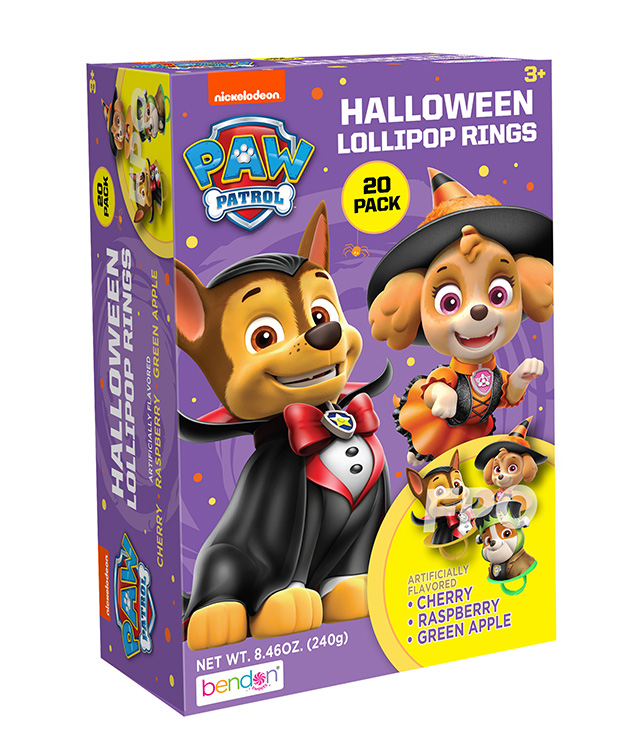 nickelodeon
PAW
PATROL
3+
HALLOWEEN
LOLLIPOP RINGS
20
PACK
FPO
ARTIFICIALLY
FLAVORED
• CHERRY
• RASPBERRY
• GREEN APPLE
NET WT. 8.46OZ. (240g)
bendon
3+
20
PACK
HALLOWEEN
LOLLIPOP RINGS
ARTIFICIALLY FLAVORED
CHERRY • RASPBERRY • GREEN APPLE
nickelodeon
PAW
PATROL